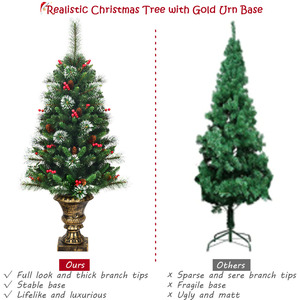 Realistic Christmas Tree with Gold Urn Base
Ours
✓ Full look and thick branch tips
✓ Stable base
✓ Lifelike and luxurious
Others
✕ Sparse and sere branch tips
✕ Fragile base
✕ Ugly and matt